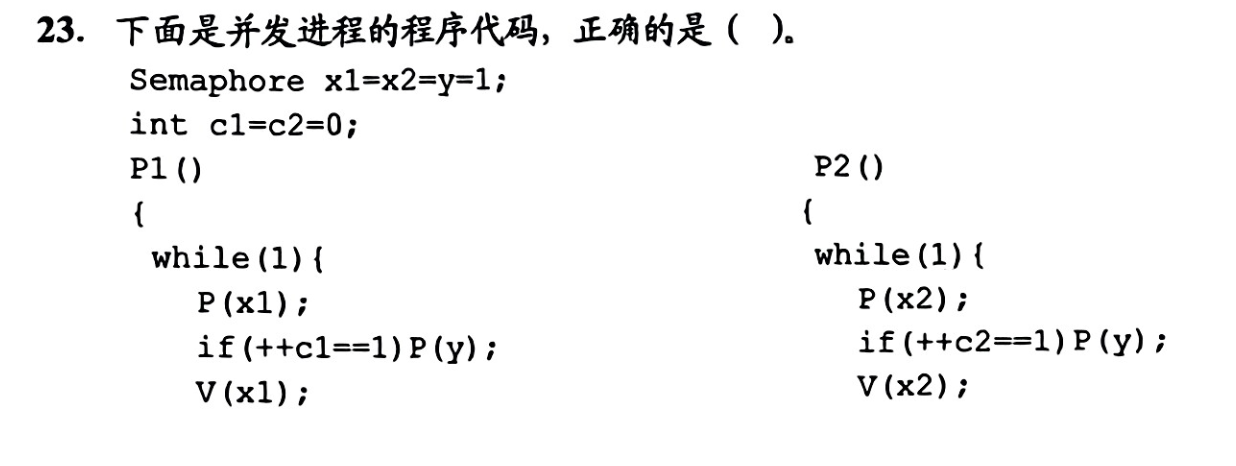 23. 下面是并发进程的程序代码，正确的是（ ）。
Semaphore x1=x2=y=1;
int c1=c2=0;
P1() P2()
{ {
while(1){ while(1){
P(x1); P(x2);
if(++c1==1)P(y); if(++c2==1)P(y);
V(x1); V(x2);